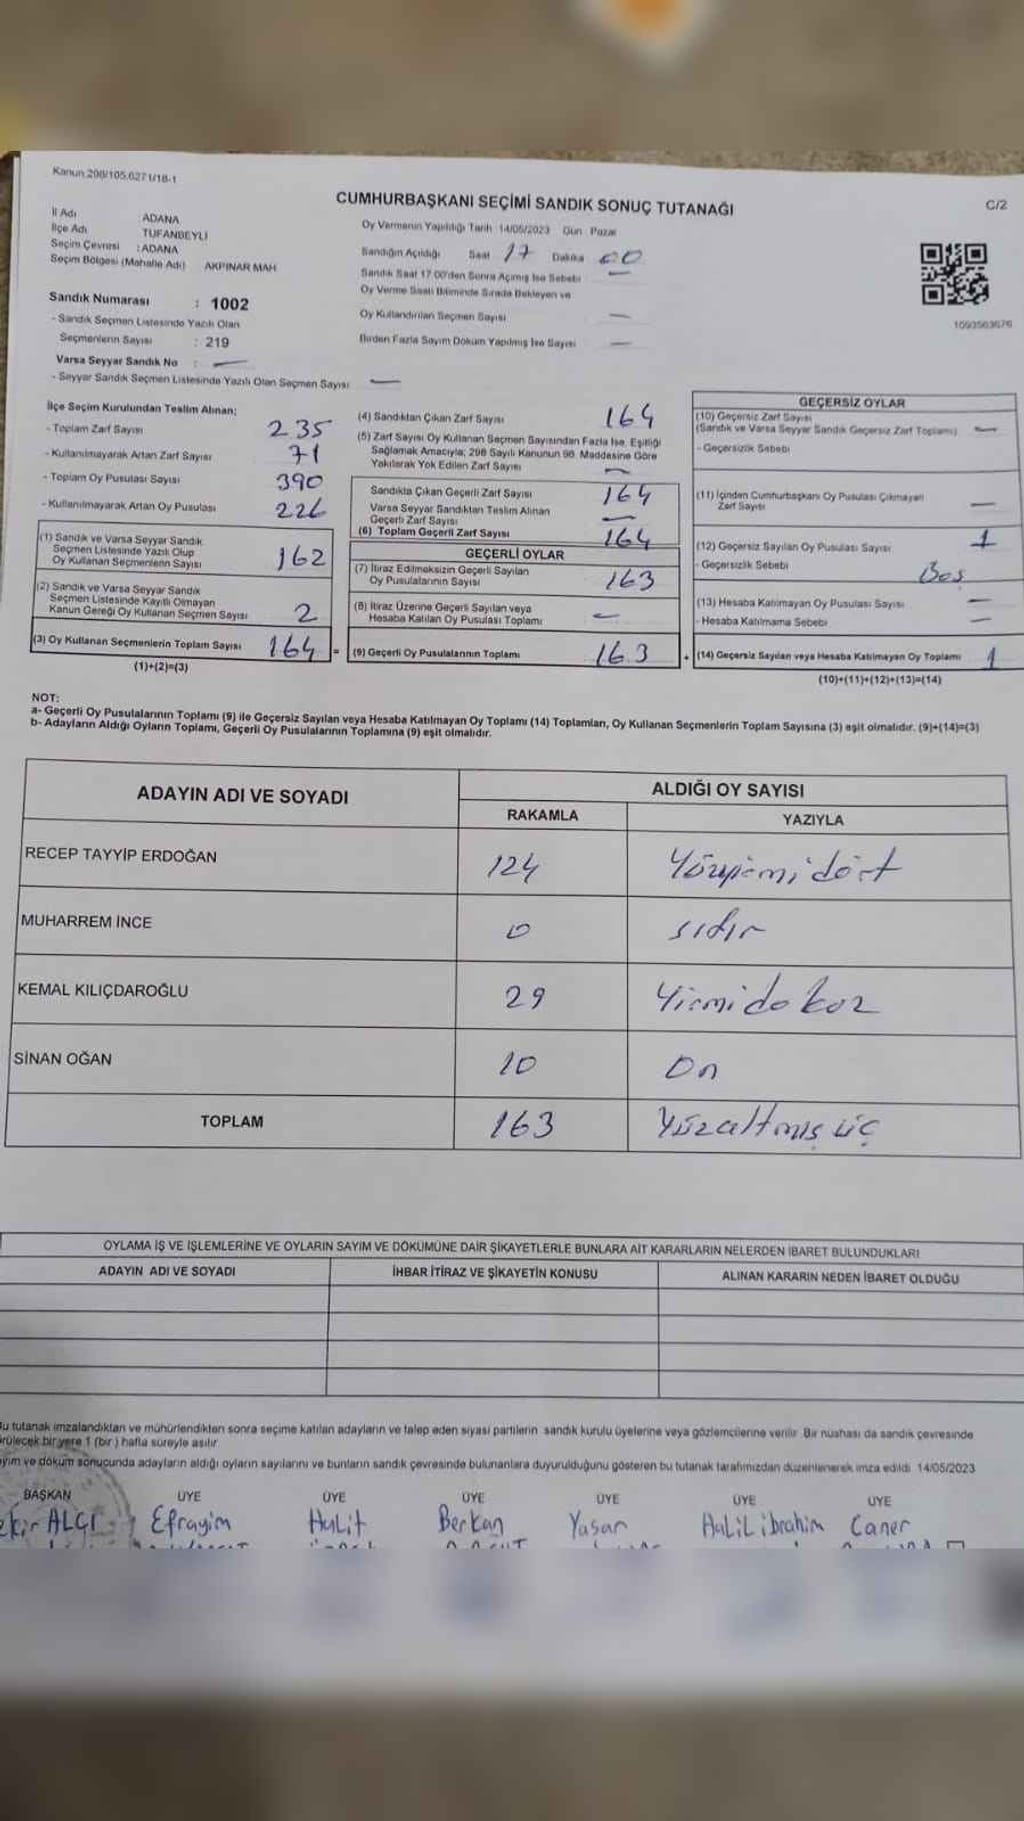 Kanun 298/105,6271/18-1
CUMHURBAŞKANI SEÇİMİ SANDIK SONUÇ TUTANAĞI
C/2
İl Adı ADANA
İlçe Adı TUFANBEYLİ
Seçim Çevresi : ADANA
Seçim Bölgesi (Mahalle Adı) AKPINAR MAH
Sandık Numarası : 1002
- Sandık Seçmen Listesinde Yazılı Olan
Seçmenlerin Sayısı : 219
Varsa Seyyar Sandık No : —
- Seyyar Sandık Seçmen Listesinde Yazılı Olan Seçmen Sayısı —
Oy Vermenin Yapıldığı Tarih 14/05/2023 Gün Pazar
Sandığın Açıldığı Saat 17 Dakika 00
Sandık Saat 17.00'den Sonra Açımış İse Sebebi —
Oy Verme Saati Bitiminde Sırada Bekleyen ve
Oy Kullandırılan Seçmen Sayısı —
Birden Fazla Sayım Döküm Yapılmış İse Sayısı —
1093563676
İlçe Seçim Kurulundan Teslim Alınan;
- Toplam Zarf Sayısı 235
- Kullanılmayarak Artan Zarf Sayısı 71
- Toplam Oy Pusulası Sayısı 390
- Kullanılmayarak Artan Oy Pusulası 226
(1) Sandık ve Varsa Seyyar Sandık
Seçmen Listesinde Yazılı Olup
Oy Kullanan Seçmenlerin Sayısı 162
(2) Sandık ve Varsa Seyyar Sandık
Seçmen Listesinde Kayıtlı Olmayan
Kanun Gereği Oy Kullanan Seçmen Sayısı 2
(3) Oy Kullanan Seçmenlerin Toplam Sayısı 164 =
(1)+(2)=(3)
(4) Sandıktan Çıkan Zarf Sayısı 164
(5) Zarf Sayısı Oy Kullanan Seçmen Sayısından Fazla İse, Eşitliği
Sağlamak Amacıyla; 298 Sayılı Kanunun 98. Maddesine Göre
Yakılarak Yok Edilen Zarf Sayısı —
Sandıkta Çıkan Geçerli Zarf Sayısı 164
Varsa Seyyar Sandıktan Teslim Alınan
Geçerli Zarf Sayısı —
(6) Toplam Geçerli Zarf Sayısı 164
GEÇERLİ OYLAR
(7) İtiraz Edilmeksizin Geçerli Sayılan
Oy Pusulalarının Sayısı 163
(8) İtiraz Üzerine Geçerli Sayılan veya
Hesaba Katılan Oy Pusulası Toplamı —
(9) Geçerli Oy Pusulalarının Toplamı 163 +
GEÇERSİZ OYLAR
(10) Geçersiz Zarf Sayısı
(Sandık ve Varsa Seyyar Sandık Geçersiz Zarf Toplamı) —
- Geçersizlik Sebebi
(11) İçinden Cumhurbaşkanı Oy Pusulası Çıkmayan
Zarf Sayısı —
(12) Geçersiz Sayılan Oy Pusulası Sayısı 1
- Geçersizlik Sebebi Boş
(13) Hesaba Katılmayan Oy Pusulası Sayısı —
- Hesaba Katılmama Sebebi —
(14) Geçersiz Sayılan veya Hesaba Katılmayan Oy Toplamı 1
(10)+(11)+(12)+(13)=(14)
NOT:
a- Geçerli Oy Pusulalarının Toplamı (9) ile Geçersiz Sayılan veya Hesaba Katılmayan Oy Toplamı (14) Toplamları, Oy Kullanan Seçmenlerin Toplam Sayısına (3) eşit olmalıdır. (9)+(14)=(3)
b- Adayların Aldığı Oyların Toplamı, Geçerli Oy Pusulalarının Toplamına (9) eşit olmalıdır.
ADAYIN ADI VE SOYADI
ALDIĞI OY SAYISI
RAKAMLA YAZIYLA
RECEP TAYYİP ERDOĞAN 124 Yüzyirmi dört
MUHARREM İNCE 0 sıfır
KEMAL KILIÇDAROĞLU 29 Yirmi dokuz
SİNAN OĞAN 10 On
TOPLAM 163 Yüzaltmış üç
OYLAMA İŞ VE İŞLEMLERİNE VE OYLARIN SAYIM VE DÖKÜMÜNE DAİR ŞİKAYETLERLE BUNLARA AİT KARARLARIN NELERDEN İBARET BULUNDUKLARI
ADAYIN ADI VE SOYADI İHBAR İTİRAZ VE ŞİKAYETİN KONUSU ALINAN KARARIN NEDEN İBARET OLDUĞU
Bu tutanak imzalandıktan ve mühürlendikten sonra seçime katılan adayların ve talep eden siyasi partilerin sandık kurulu üyelerine veya gözlemcilerine verilir. Bir nüshası da sandık çevresinde
görülecek bir yere 1 (bir) hafta süreyle asılır.
ayım ve döküm sonucunda adayların aldığı oyların sayılarını ve bunların sandık çevresinde bulunanlara duyurulduğunu gösteren bu tutanak tarafımızdan düzenlenerek imza edildi. 14/05/2023
BAŞKAN ÜYE ÜYE ÜYE ÜYE ÜYE ÜYE
ekir ALÇI Efrayim Halit Berkan Yaşar HaLiL ibrahim Caner